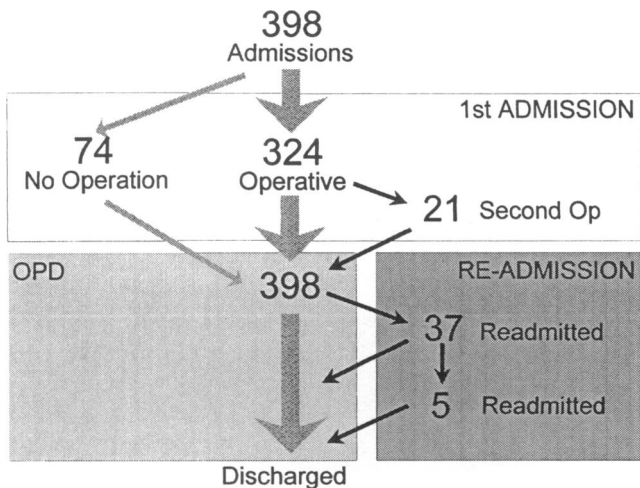 398
Admissions
1st ADMISSION
74
No Operation
324
Operative
21 Second Op
OPD
398
RE-ADMISSION
37 Readmitted
5 Readmitted
Discharged